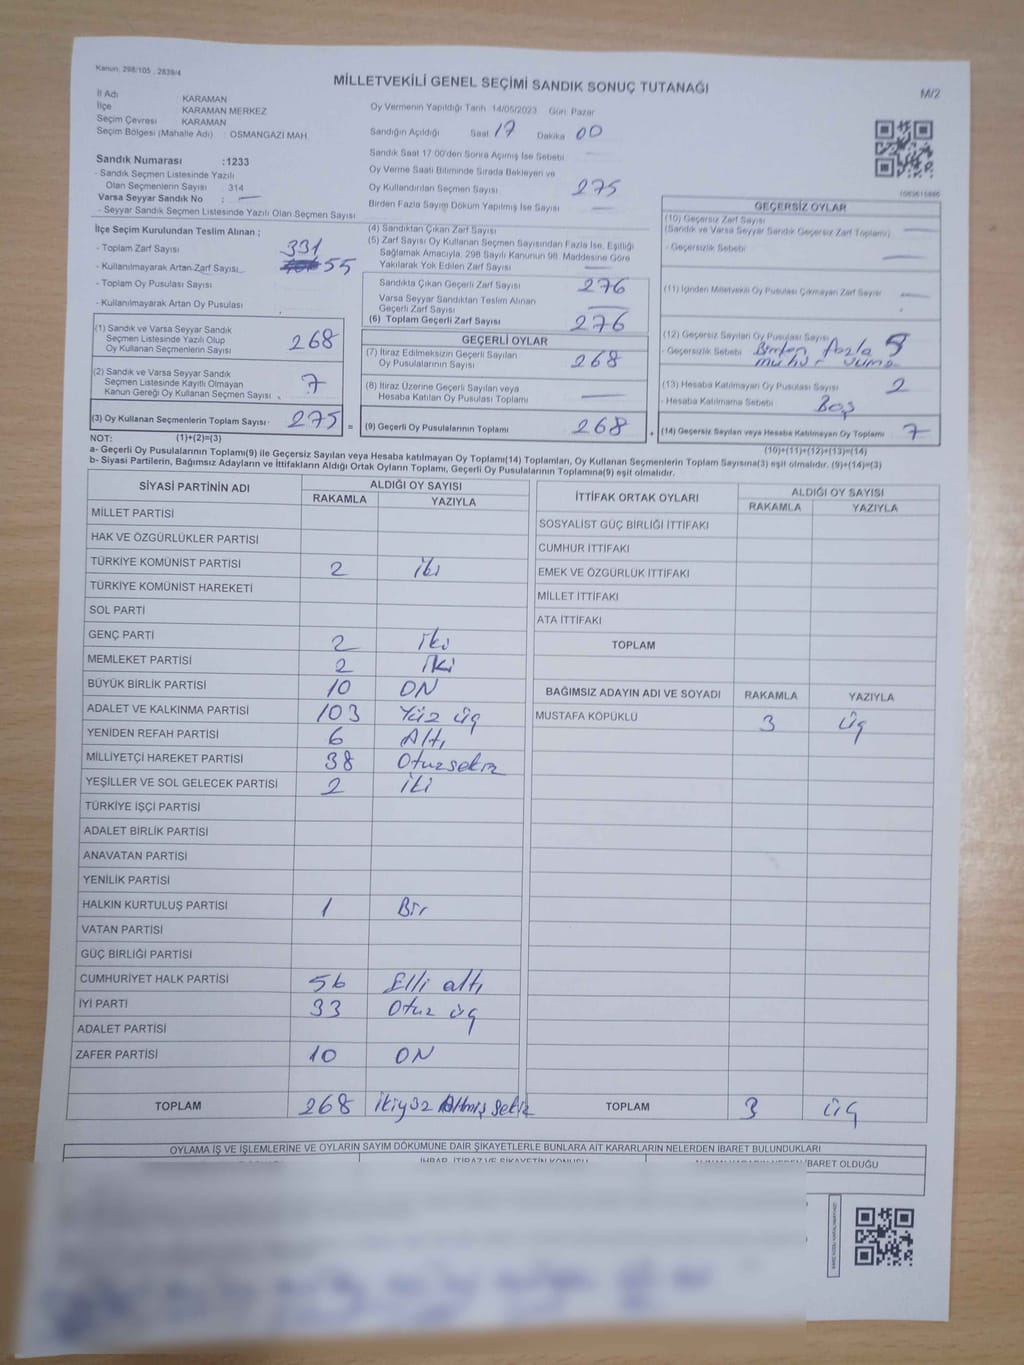 Kanun: 298/105 , 2839/4
MİLLETVEKİLİ GENEL SEÇİMİ SANDIK SONUÇ TUTANAĞI
M/2
İl Adı KARAMAN
İlçe KARAMAN MERKEZ
Seçim Çevresi KARAMAN
Seçim Bölgesi (Mahalle Adı) : OSMANGAZİ MAH
Sandık Numarası :1233
- Sandık Seçmen Listesinde Yazılı
Olan Seçmenlerin Sayısı 314
Varsa Seyyar Sandık No : —
- Seyyar Sandık Seçmen Listesinde Yazılı Olan Seçmen Sayısı
Oy Vermenin Yapıldığı Tarih 14/05/2023 Gün: Pazar
Sandığın Açıldığı Saat 17 Dakika 00
Sandık Saat 17:00'den Sonra Açımış İse Sebebi —
Oy Verme Saati Bitiminde Sırada Bekleyen ve
Oy Kullandırılan Seçmen Sayısı 275
Birden Fazla Sayım Döküm Yapılmış İse Sayısı —
İlçe Seçim Kurulundan Teslim Alınan ;
- Toplam Zarf Sayısı 331
- Kullanılmayarak Artan Zarf Sayısı 55
- Toplam Oy Pusulası Sayısı
- Kullanılmayarak Artan Oy Pusulası
(1) Sandık ve Varsa Seyyar Sandık
Seçmen Listesinde Yazılı Olup
Oy Kullanan Seçmenlerin Sayısı 268
(2) Sandık ve Varsa Seyyar Sandık
Seçmen Listesinde Kayıtlı Olmayan
Kanun Gereği Oy Kullanan Seçmen Sayısı 7
(3) Oy Kullanan Seçmenlerin Toplam Sayısı 275 =
(4) Sandıktan Çıkan Zarf Sayısı
(5) Zarf Sayısı Oy Kullanan Seçmen Sayısından Fazla İse, Eşitliği
Sağlamak Amacıyla, 298 Sayılı Kanunun 98. Maddesine Göre
Yakılarak Yok Edilen Zarf Sayısı —
Sandıkta Çıkan Geçerli Zarf Sayısı 276
Varsa Seyyar Sandıktan Teslim Alınan
Geçerli Zarf Sayısı —
(6) Toplam Geçerli Zarf Sayısı 276
GEÇERLİ OYLAR
(7) İtiraz Edilmeksizin Geçerli Sayılan
Oy Pusulalarının Sayısı 268
(8) İtiraz Üzerine Geçerli Sayılan veya
Hesaba Katılan Oy Pusulası Toplamı —
(9) Geçerli Oy Pusulalarının Toplamı 268 +
GEÇERSİZ OYLAR
(10) Geçersiz Zarf Sayısı
(Sandık ve Varsa Seyyar Sandık Geçersiz Zarf Toplamı) —
- Geçersizlik Sebebi —
(11) İçinden Milletvekili Oy Pusulası Çıkmayan Zarf Sayısı —
(12) Geçersiz Sayılan Oy Pusulası Sayısı 5
- Geçersizlik Sebebi Birden fazla
mühür
(13) Hesaba Katılmayan Oy Pusulası Sayısı 2
- Hesaba Katılmama Sebebi Boş
(14) Geçersiz Sayılan veya Hesaba Katılmayan Oy Toplamı 7
NOT: (1)+(2)=(3) (10)+(11)+(12)+(13)=(14)
a- Geçerli Oy Pusulalarının Toplamı(9) ile Geçersiz Sayılan veya Hesaba katılmayan Oy Toplamı(14) Toplamları, Oy Kullanan Seçmenlerin Toplam Sayısına(3) eşit olmalıdır. (9)+(14)=(3)
b- Siyasi Partilerin, Bağımsız Adayların ve İttifakların Aldığı Ortak Oyların Toplamı, Geçerli Oy Pusulalarının Toplamına(9) eşit olmalıdır.
SİYASİ PARTİNİN ADI ALDIĞI OY SAYISI
RAKAMLA YAZIYLA
MİLLET PARTİSİ
HAK VE ÖZGÜRLÜKLER PARTİSİ
TÜRKİYE KOMÜNİST PARTİSİ 2 iki
TÜRKİYE KOMÜNİST HAREKETİ
SOL PARTİ
GENÇ PARTİ 2 iki
MEMLEKET PARTİSİ 2 iki
BÜYÜK BİRLİK PARTİSİ 10 ON
ADALET VE KALKINMA PARTİSİ 103 Yüz üç
YENİDEN REFAH PARTİSİ 6 Altı
MİLLİYETÇİ HAREKET PARTİSİ 38 Otuzsekiz
YEŞİLLER VE SOL GELECEK PARTİSİ 2 iki
TÜRKİYE İŞÇİ PARTİSİ
ADALET BİRLİK PARTİSİ
ANAVATAN PARTİSİ
YENİLİK PARTİSİ
HALKIN KURTULUŞ PARTİSİ 1 Bir
VATAN PARTİSİ
GÜÇ BİRLİĞİ PARTİSİ
CUMHURİYET HALK PARTİSİ 56 Elli altı
İYİ PARTİ 33 Otuz üç
ADALET PARTİSİ
ZAFER PARTİSİ 10 ON
TOPLAM 268 ikiyüz Altmış Sekiz
İTTİFAK ORTAK OYLARI ALDIĞI OY SAYISI
RAKAMLA YAZIYLA
SOSYALİST GÜÇ BİRLİĞİ İTTİFAKI
CUMHUR İTTİFAKI
EMEK VE ÖZGÜRLÜK İTTİFAKI
MİLLET İTTİFAKI
ATA İTTİFAKI
TOPLAM
BAĞIMSIZ ADAYIN ADI VE SOYADI RAKAMLA YAZIYLA
MUSTAFA KÖPÜKLÜ 3 üç
TOPLAM 3 üç
OYLAMA İŞ VE İŞLEMLERİNE VE OYLARIN SAYIM DÖKÜMÜNE DAİR ŞİKAYETLERLE BUNLARA AİT KARARLARIN NELERDEN İBARET BULUNDUKLARI
İHBAR, İTİRAZ VE ŞİKAYETİN KONUSU
İBARET OLDUĞU